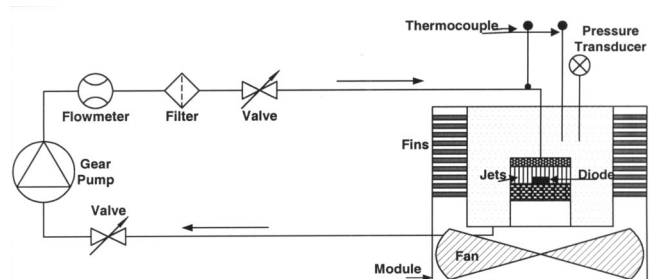 Thermocouple
Pressure
Transducer
Flowmeter
Filter
Valve
Fins
Gear
Pump
Jets
Diode
Valve
Fan
Module